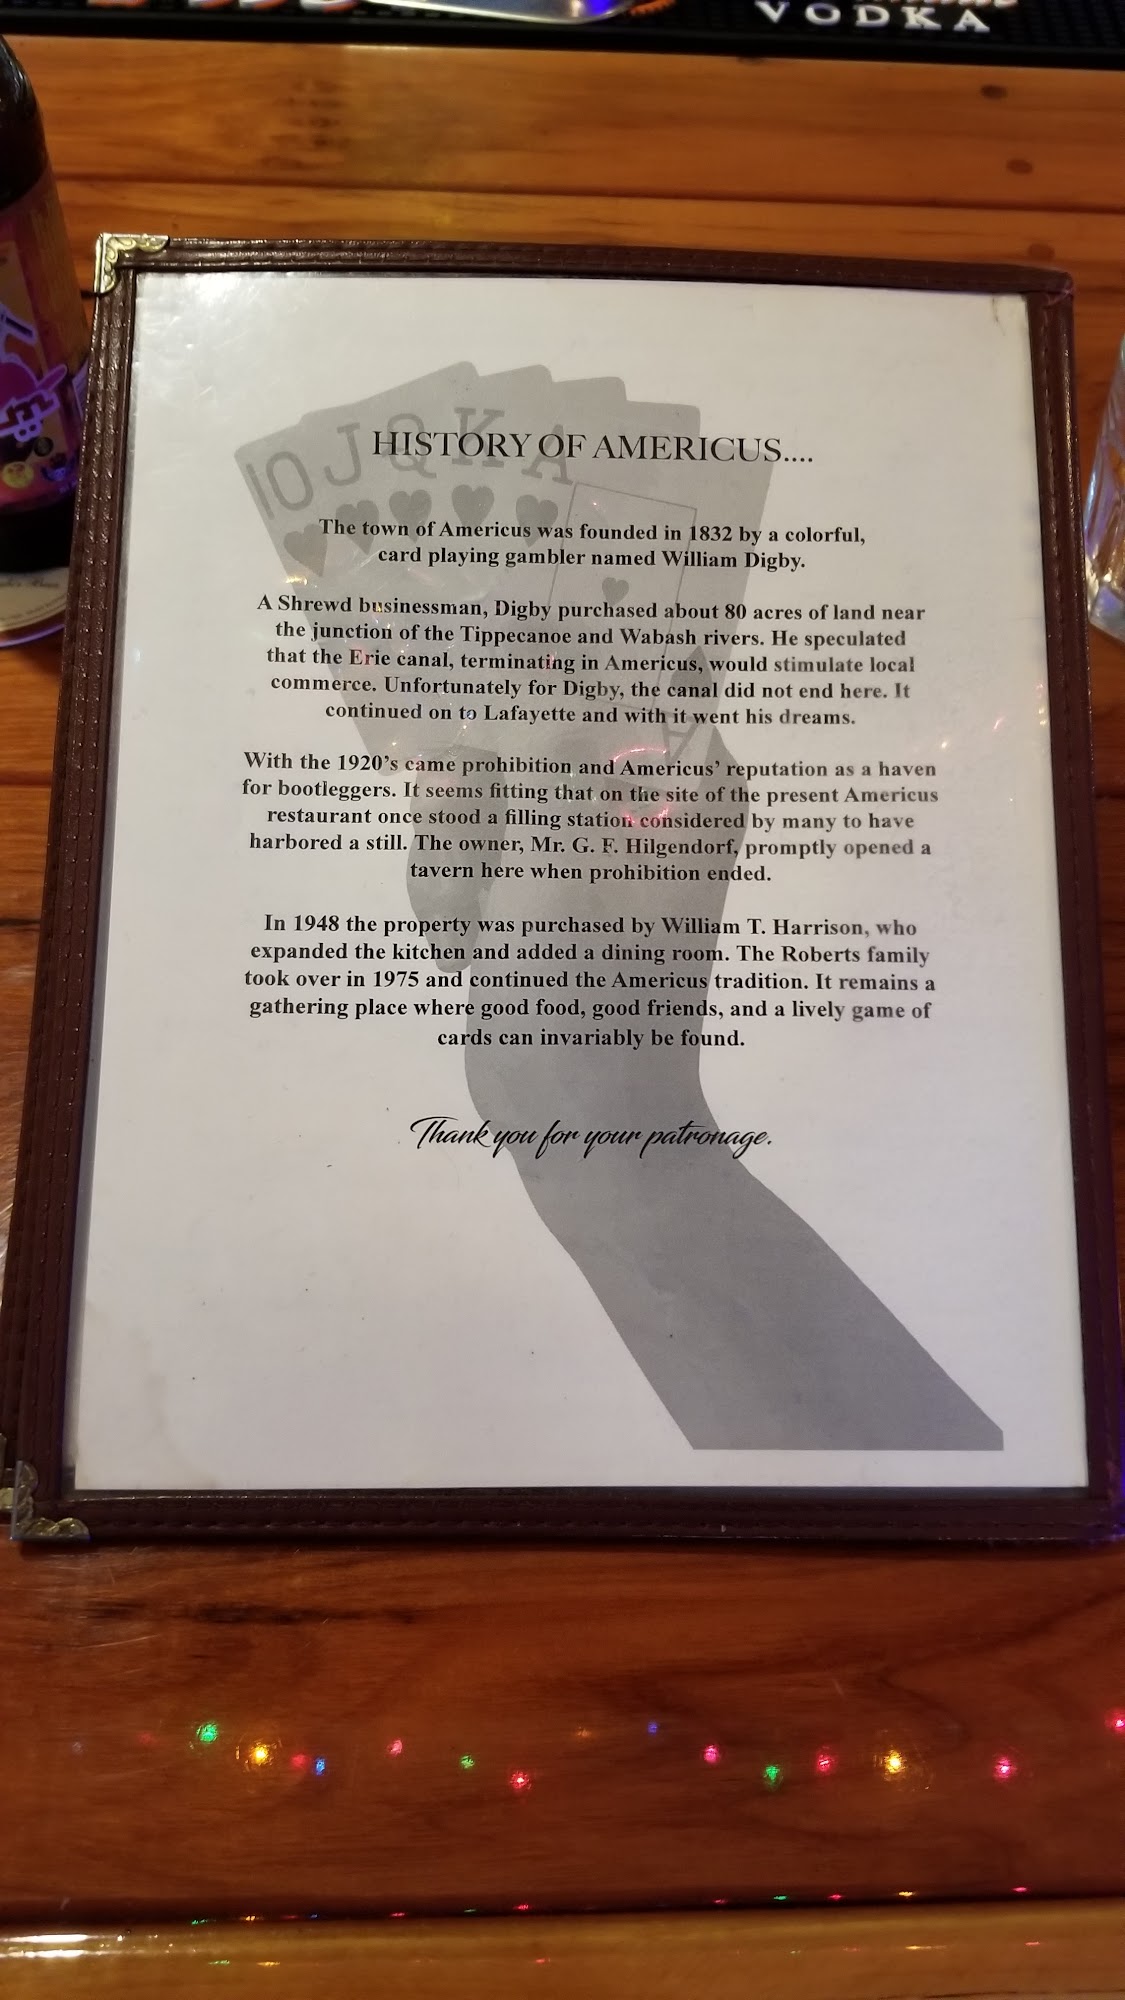 VODKA
10 J Q K A
HISTORY OF AMERICUS....
The town of Americus was founded in 1832 by a colorful,
card playing gambler named William Digby.
A Shrewd businessman, Digby purchased about 80 acres of land near
the junction of the Tippecanoe and Wabash rivers. He speculated
that the Erie canal, terminating in Americus, would stimulate local
commerce. Unfortunately for Digby, the canal did not end here. It
continued on to Lafayette and with it went his dreams.
With the 1920's came prohibition and Americus' reputation as a haven
for bootleggers. It seems fitting that on the site of the present Americus
restaurant once stood a filling station considered by many to have
harbored a still. The owner, Mr. G. F. Hilgendorf, promptly opened a
tavern here when prohibition ended.
In 1948 the property was purchased by William T. Harrison, who
expanded the kitchen and added a dining room. The Roberts family
took over in 1975 and continued the Americus tradition. It remains a
gathering place where good food, good friends, and a lively game of
cards can invariably be found.
Thank you for your patronage.